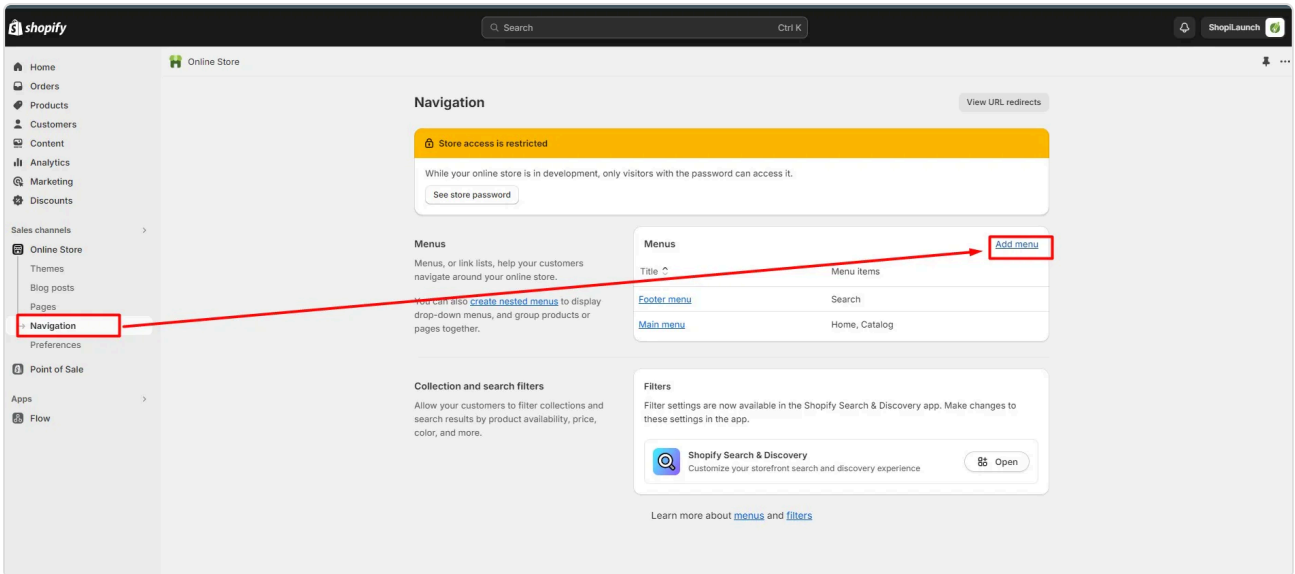 shopify
Search
Ctrl K
ShopiLaunch
Home
Orders
Products
Customers
Content
Analytics
Marketing
Discounts
Sales channels
Online Store
Themes
Blog posts
Pages
Navigation
Preferences
Point of Sale
Apps
Flow
Online Store
Navigation
View URL redirects
Store access is restricted
While your online store is in development, only visitors with the password can access it.
See store password
Menus
Menus, or link lists, help your customers
navigate around your online store.
You can also create nested menus to display
drop-down menus, and group products or
pages together.
Menus
Add menu
Title
Menu items
Footer menu
Search
Main menu
Home, Catalog
Collection and search filters
Allow your customers to filter collections and
search results by product availability, price,
color, and more.
Filters
Filter settings are now available in the Shopify Search & Discovery app. Make changes to
these settings in the app.
Shopify Search & Discovery
Customize your storefront search and discovery experience
Open
Learn more about menus and filters